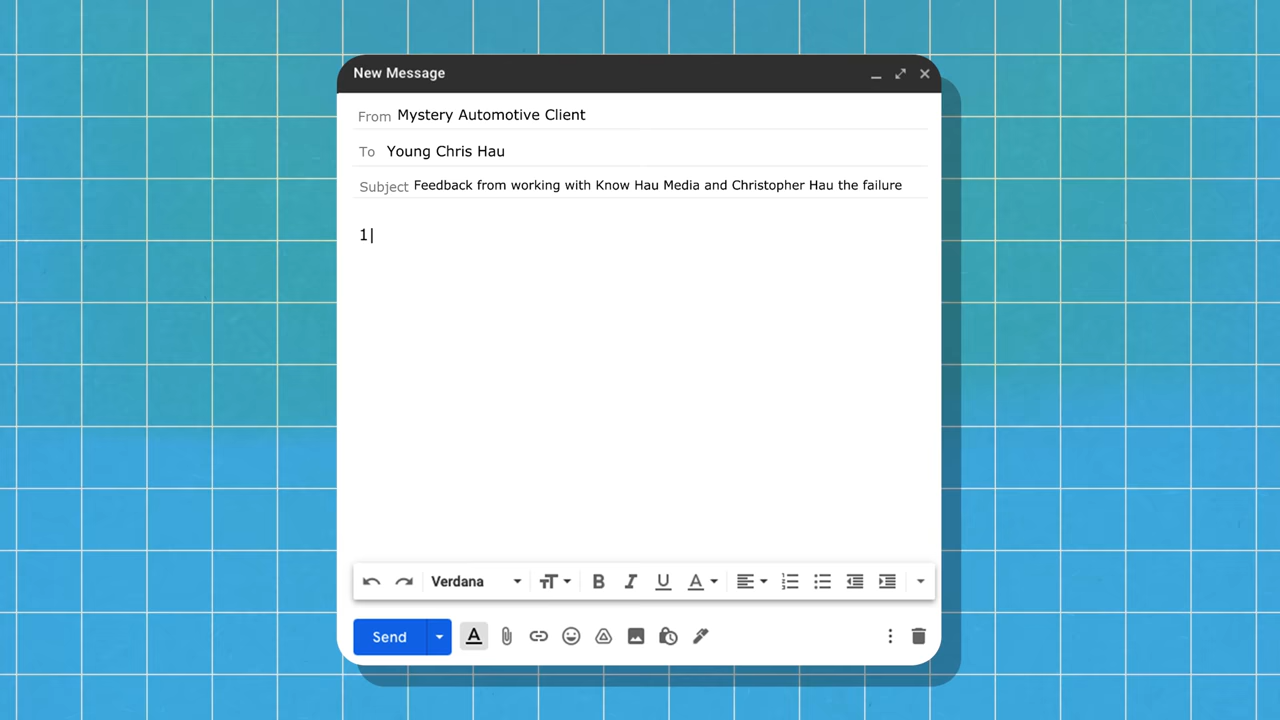 New Message
From Mystery Automotive Client
To Young Chris Hau
Subject Feedback from working with Know Hau Media and Christopher Hau the failure
1
Verdana
Send